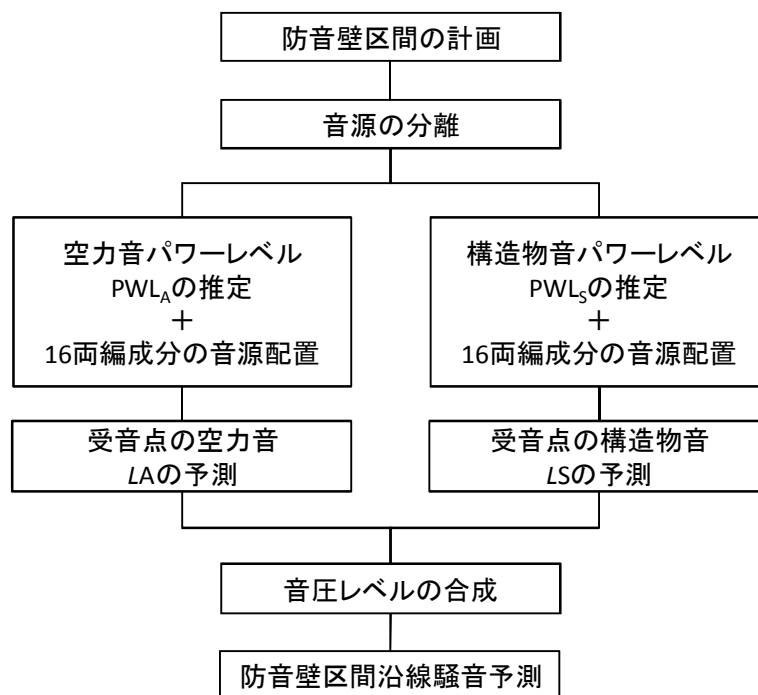 防音壁区間の計画
音源の分離
空力音パワーレベル
PWL_Aの推定
＋
16両編成分の音源配置
構造物音パワーレベル
PWL_Sの推定
＋
16両編成分の音源配置
受音点の空力音
LAの予測
受音点の構造物音
LSの予測
音圧レベルの合成
防音壁区間沿線騒音予測